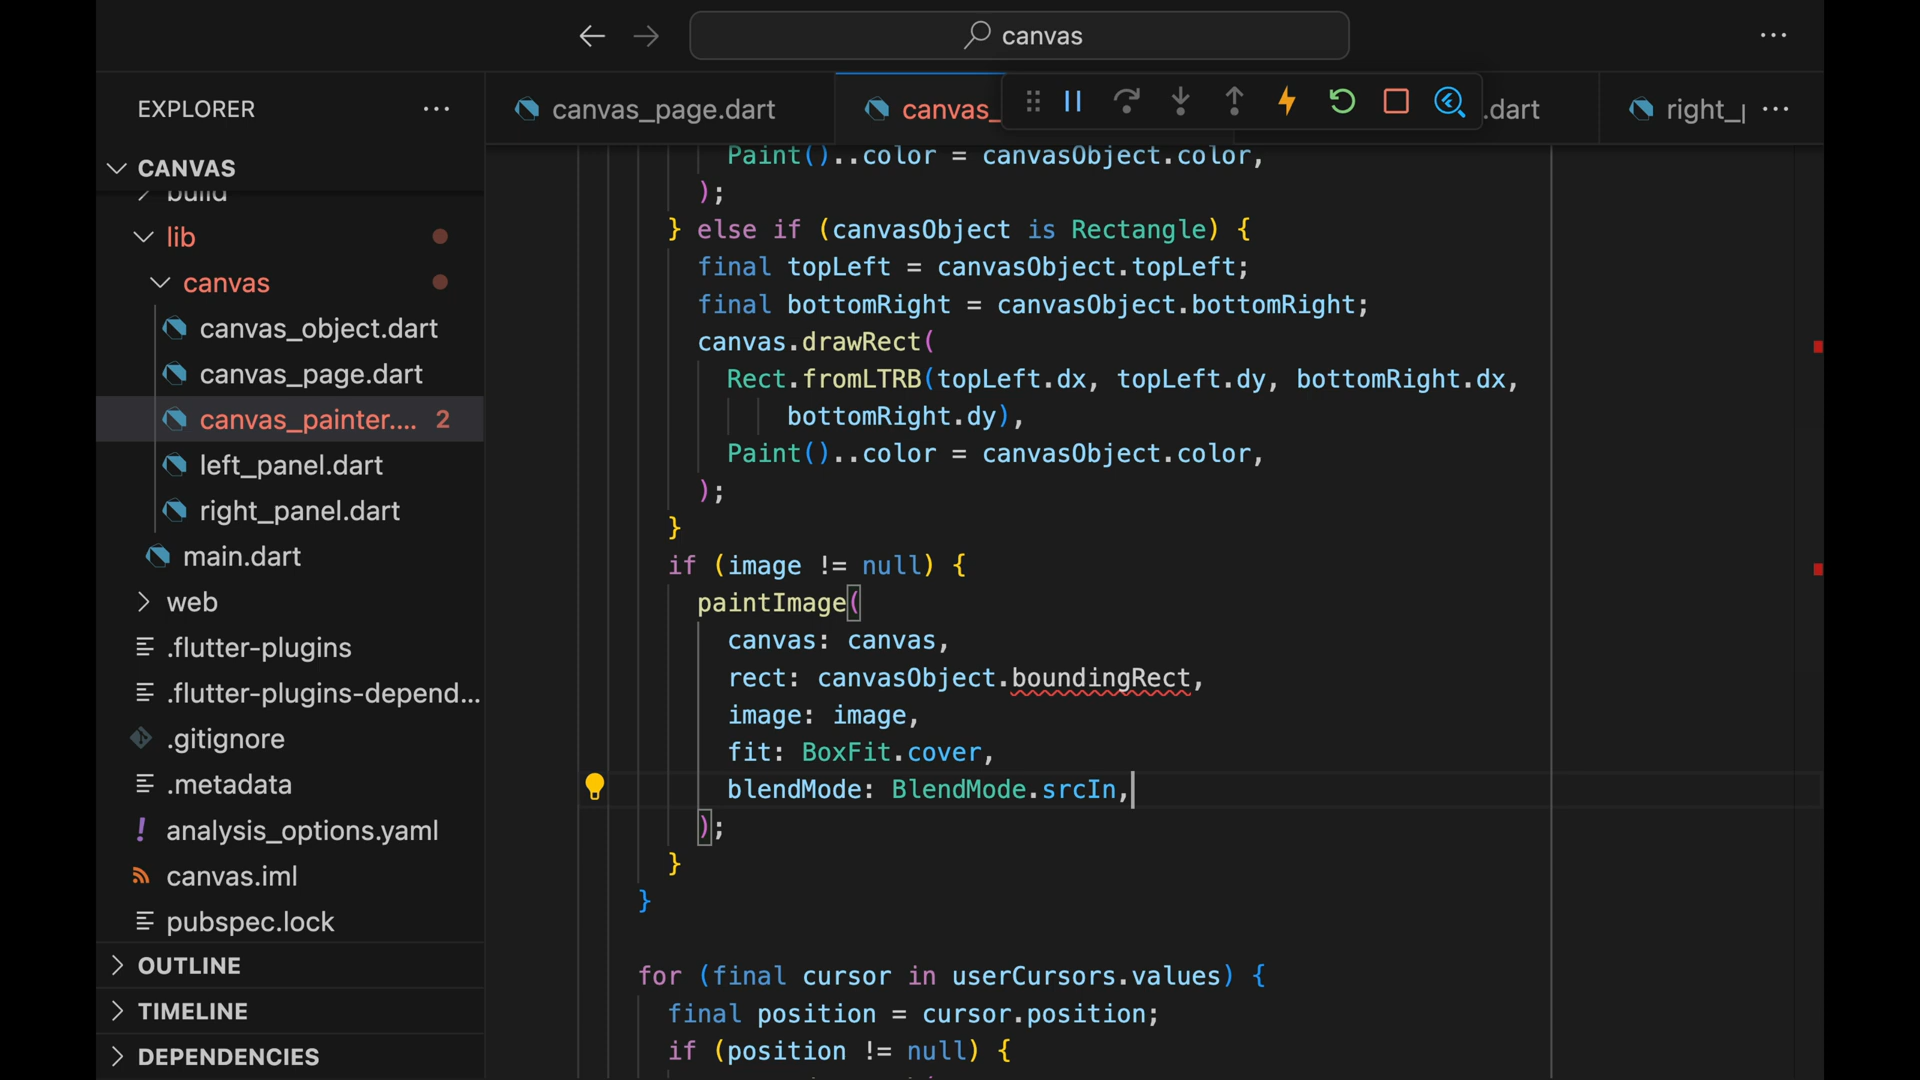 canvas
EXPLORER
CANVAS
build
lib
canvas
canvas_object.dart
canvas_page.dart
canvas_painter.... 2
left_panel.dart
right_panel.dart
main.dart
web
.flutter-plugins
.flutter-plugins-depend...
.gitignore
.metadata
analysis_options.yaml
canvas.iml
pubspec.lock
OUTLINE
TIMELINE
DEPENDENCIES
canvas_page.dart
canvas_
.dart
right_
Paint()..color = canvasObject.color,
);
} else if (canvasObject is Rectangle) {
final topLeft = canvasObject.topLeft;
final bottomRight = canvasObject.bottomRight;
canvas.drawRect(
Rect.fromLTRB(topLeft.dx, topLeft.dy, bottomRight.dx,
bottomRight.dy),
Paint()..color = canvasObject.color,
);
}
if (image != null) {
paintImage(
canvas: canvas,
rect: canvasObject.boundingRect,
image: image,
fit: BoxFit.cover,
blendMode: BlendMode.srcIn,
);
}
}
for (final cursor in userCursors.values) {
final position = cursor.position;
if (position != null) {